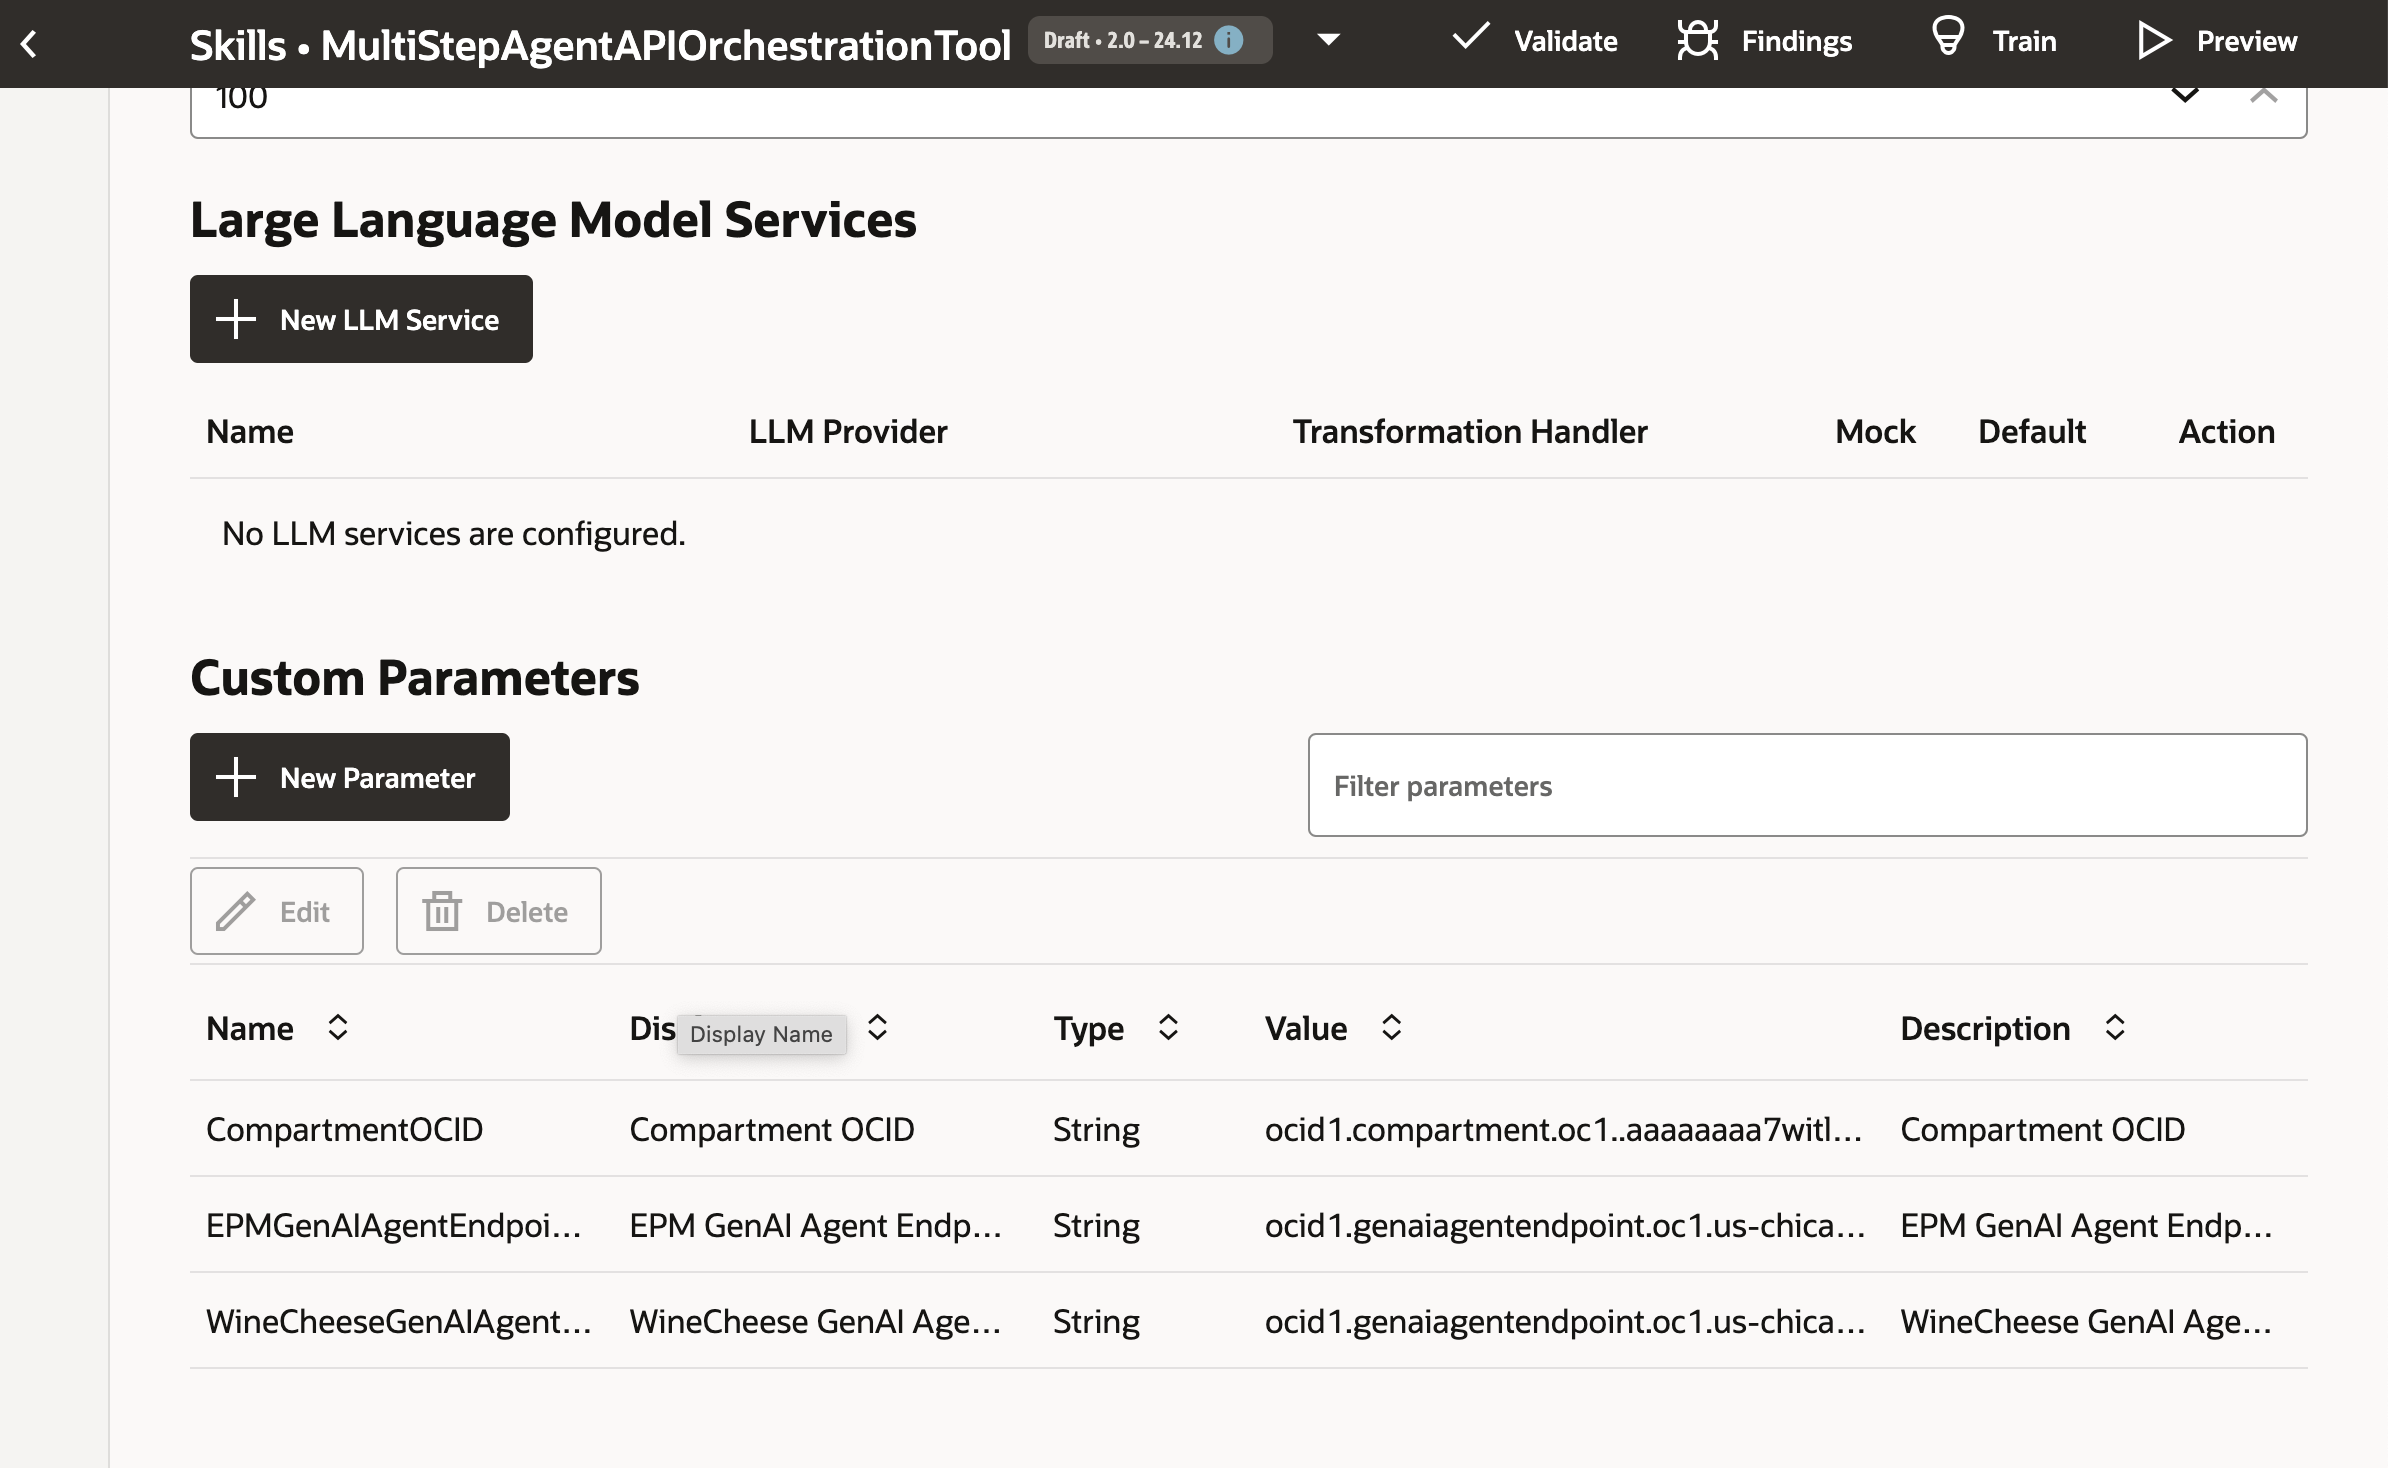 Skills • MultiStepAgentAPIOrchestrationTool Draft • 2.0 – 24.12 Validate Findings Train Preview
100
Large Language Model Services
New LLM Service
Name LLM Provider Transformation Handler Mock Default Action
No LLM services are configured.
Custom Parameters
New Parameter Filter parameters
Edit Delete
Name Dis Display Name Type Value Description
CompartmentOCID Compartment OCID String ocid1.compartment.oc1..aaaaaaaa7witl... Compartment OCID
EPMGenAIAgentEndpoi... EPM GenAI Agent Endp... String ocid1.genaiagentendpoint.oc1.us-chica... EPM GenAI Agent Endp...
WineCheeseGenAIAgent... WineCheese GenAI Age... String ocid1.genaiagentendpoint.oc1.us-chica... WineCheese GenAI Age...